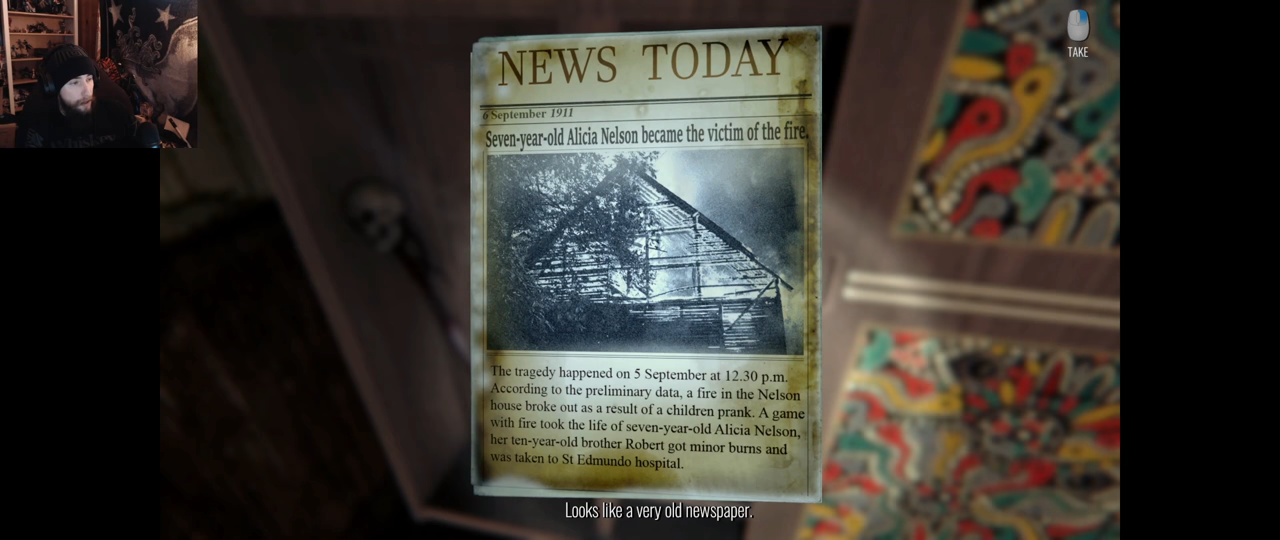 TAKE
NEWS TODAY
6 September 1911
Seven-year-old Alicia Nelson became the victim of the fire.
The tragedy happened on 5 September at 12.30 p.m.
According to the preliminary data, a fire in the Nelson
house broke out as a result of a children prank. A game
with fire took the life of seven-year-old Alicia Nelson,
her ten-year-old brother Robert got minor burns and
was taken to St Edmundo hospital.
Looks like a very old newspaper.